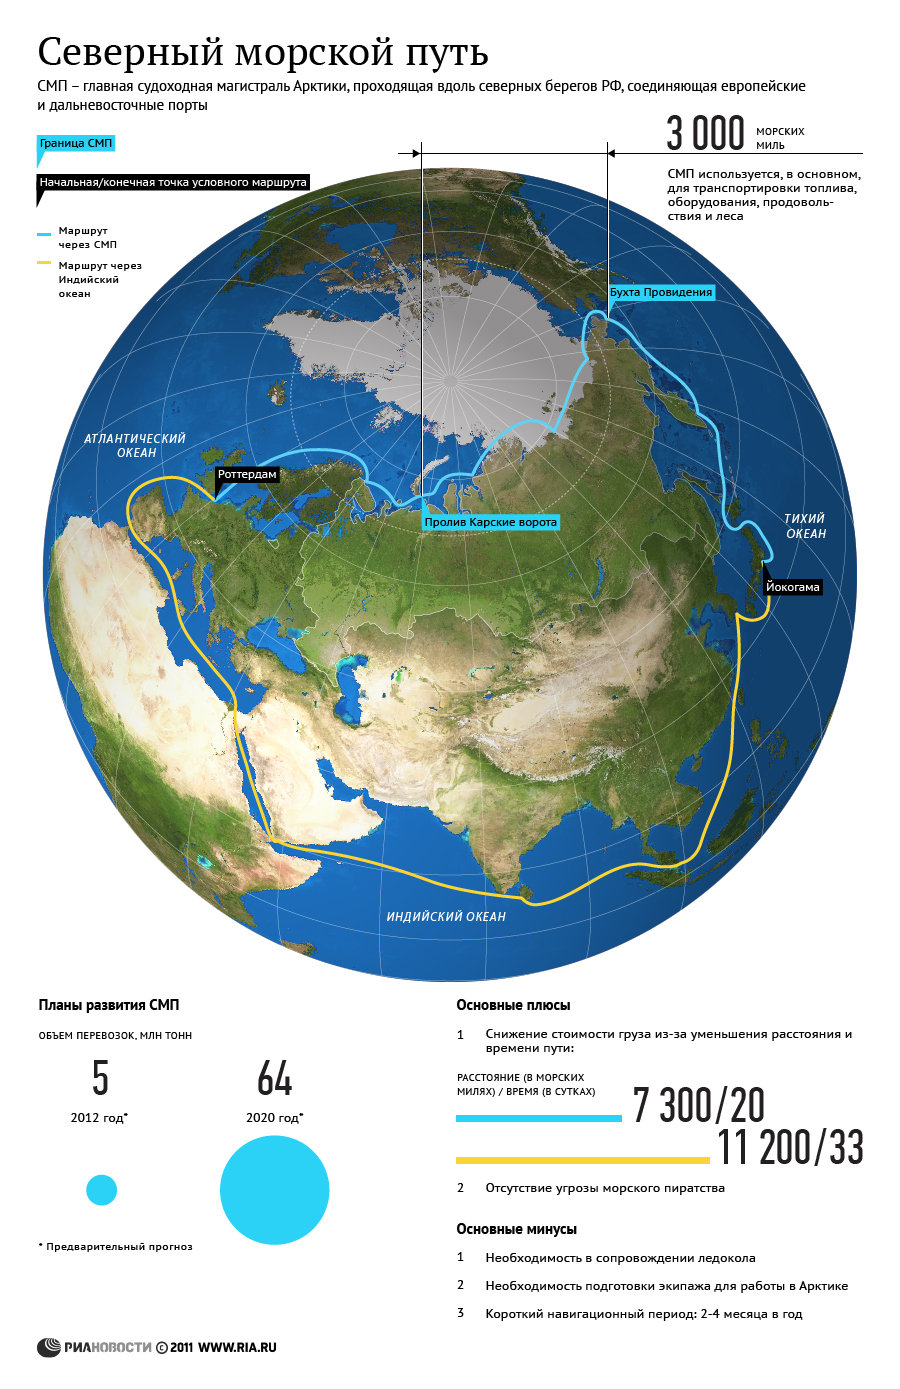 Северный морской путь
СМП – главная судоходная магистраль Арктики, проходящая вдоль северных берегов РФ, соединяющая европейские
и дальневосточные порты
Граница СМП
Начальная/конечная точка условного маршрута
Маршрут
через СМП
Маршрут через
Индийский
океан
3 000 МОРСКИХ
МИЛЬ
СМП используется, в основном,
для транспортировки топлива,
оборудования, продоволь-
ствия и леса
Бухта Провидения
АТЛАНТИЧЕСКИЙ
ОКЕАН
Роттердам
Пролив Карские ворота
ТИХИЙ
ОКЕАН
Йокогама
ИНДИЙСКИЙ ОКЕАН
Планы развития СМП
ОБЪЕМ ПЕРЕВОЗОК, МЛН ТОНН
5
2012 год*
64
2020 год*
* Предварительный прогноз
Основные плюсы
1 Снижение стоимости груза из-за уменьшения расстояния и
времени пути:
РАССТОЯНИЕ (В МОРСКИХ
МИЛЯХ) / ВРЕМЯ (В СУТКАХ)
7 300/20
11 200/33
2 Отсутствие угрозы морского пиратства
Основные минусы
1 Необходимость в сопровождении ледокола
2 Необходимость подготовки экипажа для работы в Арктике
3 Короткий навигационный период: 2-4 месяца в год
РИАНОВОСТИ © 2011 WWW.RIA.RU